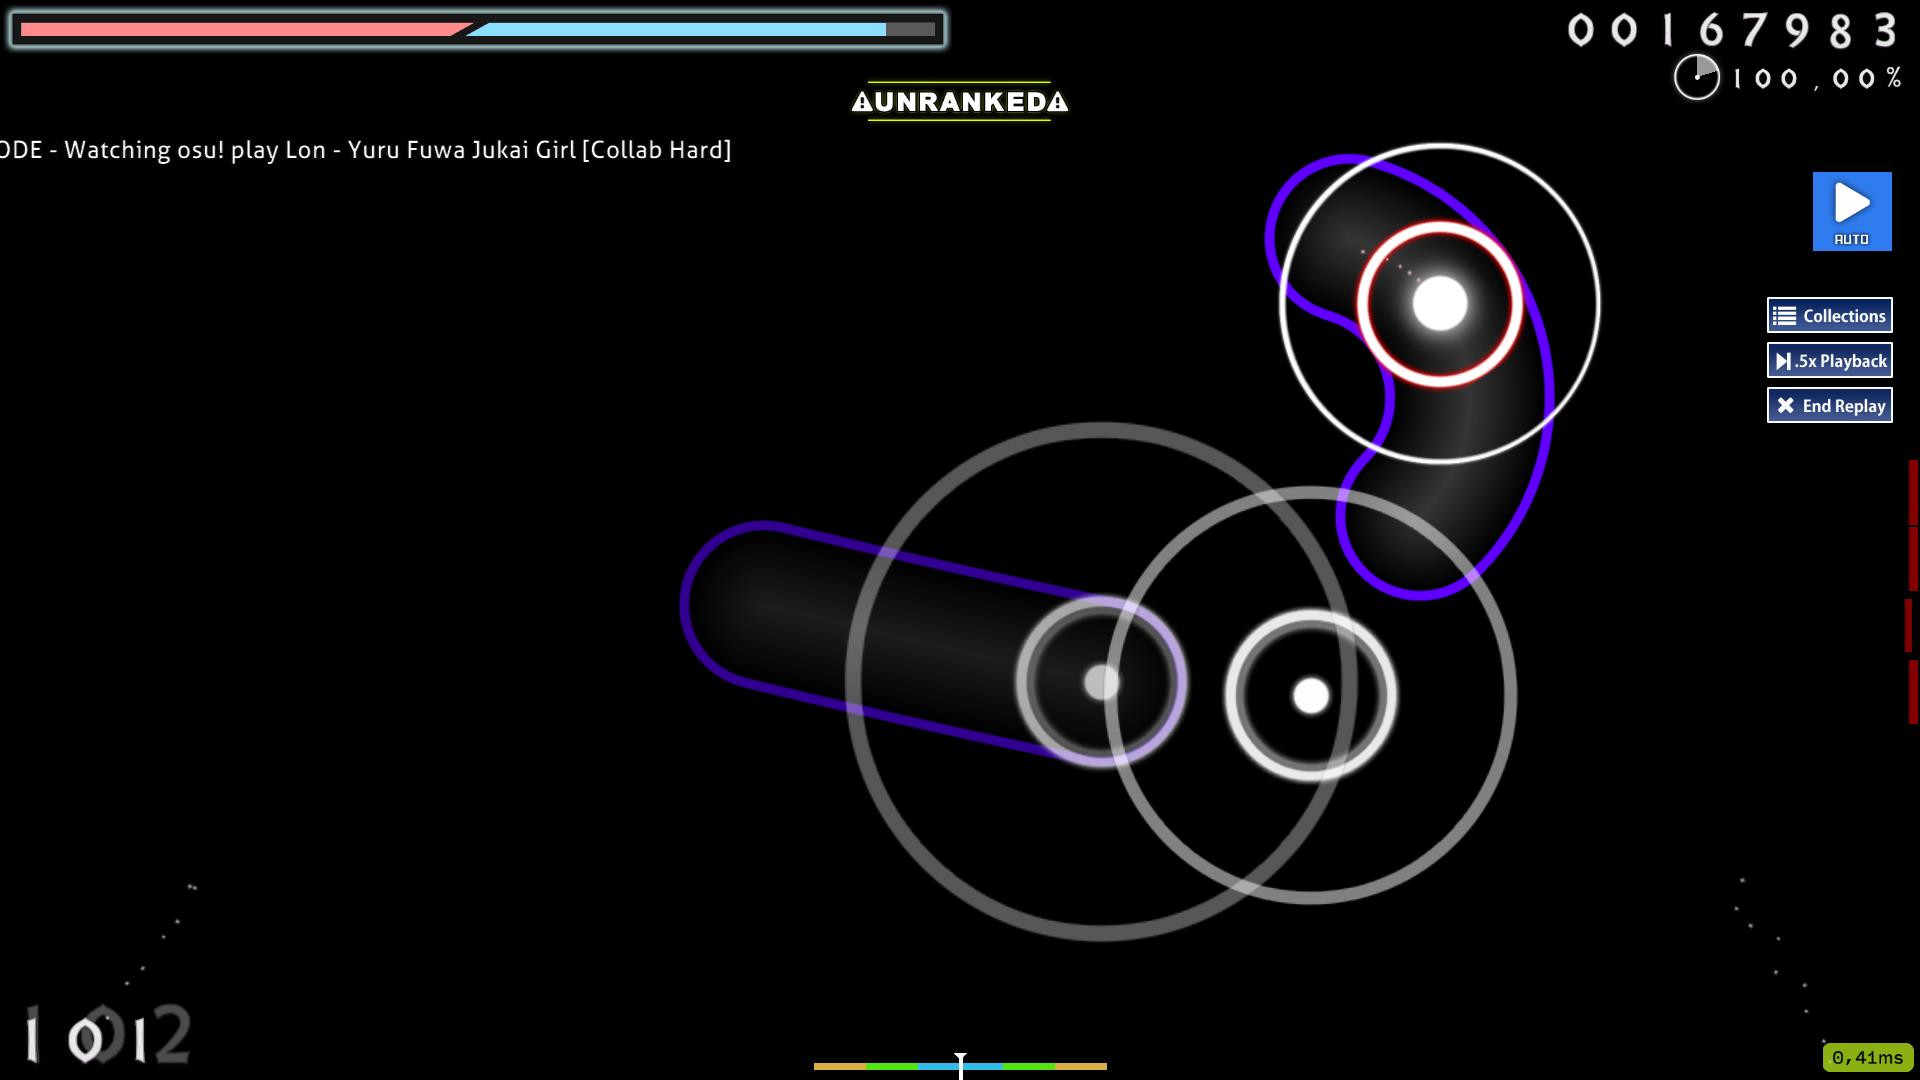 00167983
100,00%
UNRANKED
ODE - Watching osu! play Lon - Yuru Fuwa Jukai Girl [Collab Hard]
AUTO
Collections
.5x Playback
End Replay
101
0,41ms